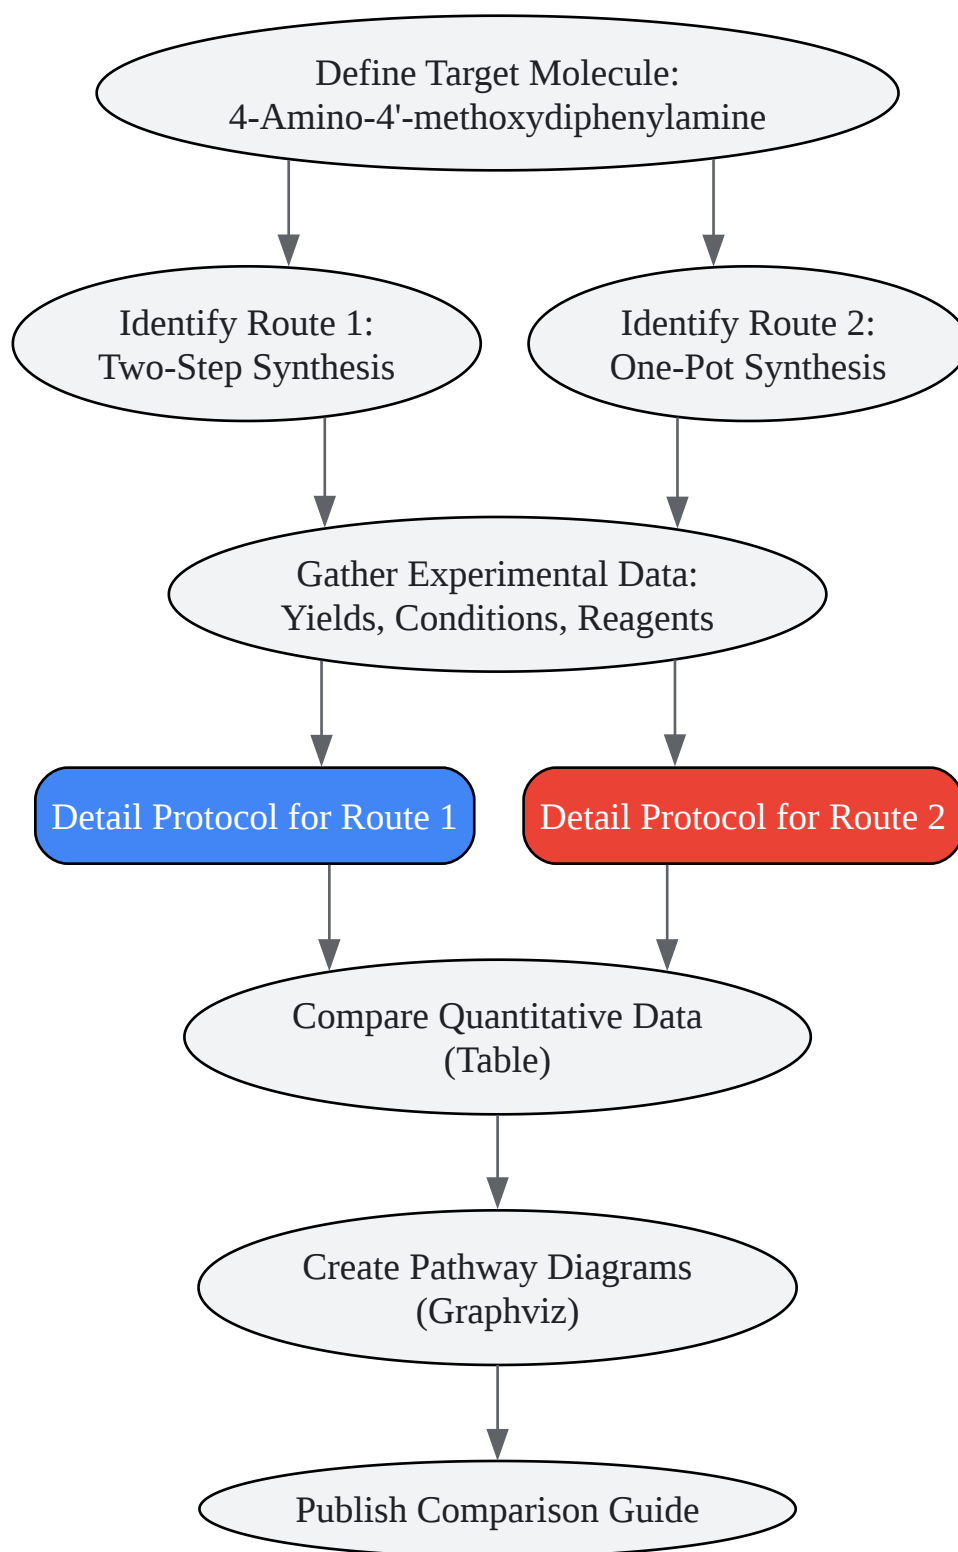 Define Target Molecule:
4-Amino-4'-methoxydiphenylamine
Identify Route 1:
Two-Step Synthesis
Identify Route 2:
One-Pot Synthesis
Gather Experimental Data:
Yields, Conditions, Reagents
Detail Protocol for Route 1
Detail Protocol for Route 2
Compare Quantitative Data
(Table)
Create Pathway Diagrams
(Graphviz)
Publish Comparison Guide